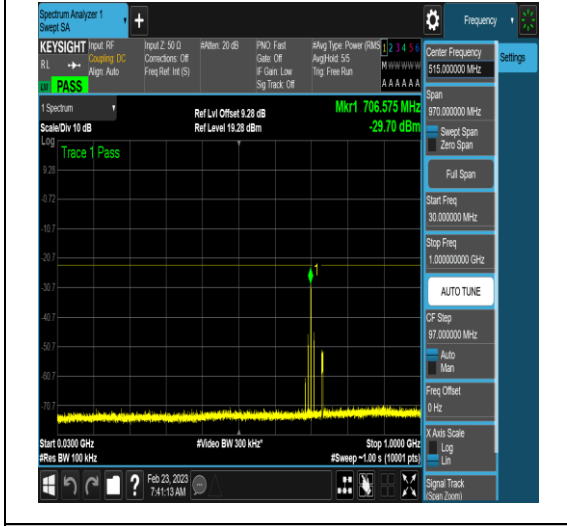 Spectrum Analyzer 1
Swept SA
+
Frequency
KEYSIGHT
RL
PASS
Input: RF
Coupling: DC
Align: Auto
Input Z: 50 Ω
Corrections: Off
Freq Ref: Int (S)
#Atten: 20 dB
PNO: Fast
Gate: Off
IF Gain: Low
Sig Track: Off
#Avg Type: Power (RMS
Avg|Hold: 5/5
Trig: Free Run
1 2 3 4 5 6
M W W W W W
A A A A A A
1 Spectrum
Scale/Div 10 dB
Ref Lvl Offset 9.28 dB
Ref Level 19.28 dBm
Mkr1 706.575 MHz
-29.70 dBm
Log
Trace 1 Pass
9.28
-0.72
-10.7
-20.7
-30.7
-40.7
-50.7
-60.7
-70.7
1
Start 0.0300 GHz
#Res BW 100 kHz
#Video BW 300 kHz*
Stop 1.0000 GHz
#Sweep ~1.00 s (10001 pts)
Feb 23, 2023
7:41:13 AM
?
Center Frequency
515.000000 MHz
Settings
Span
970.000000 MHz
Swept Span
Zero Span
Full Span
Start Freq
30.000000 MHz
Stop Freq
1.000000000 GHz
AUTO TUNE
CF Step
97.000000 MHz
Auto
Man
Freq Offset
0 Hz
X Axis Scale
Log
Lin
Signal Track
(Span Zoom)